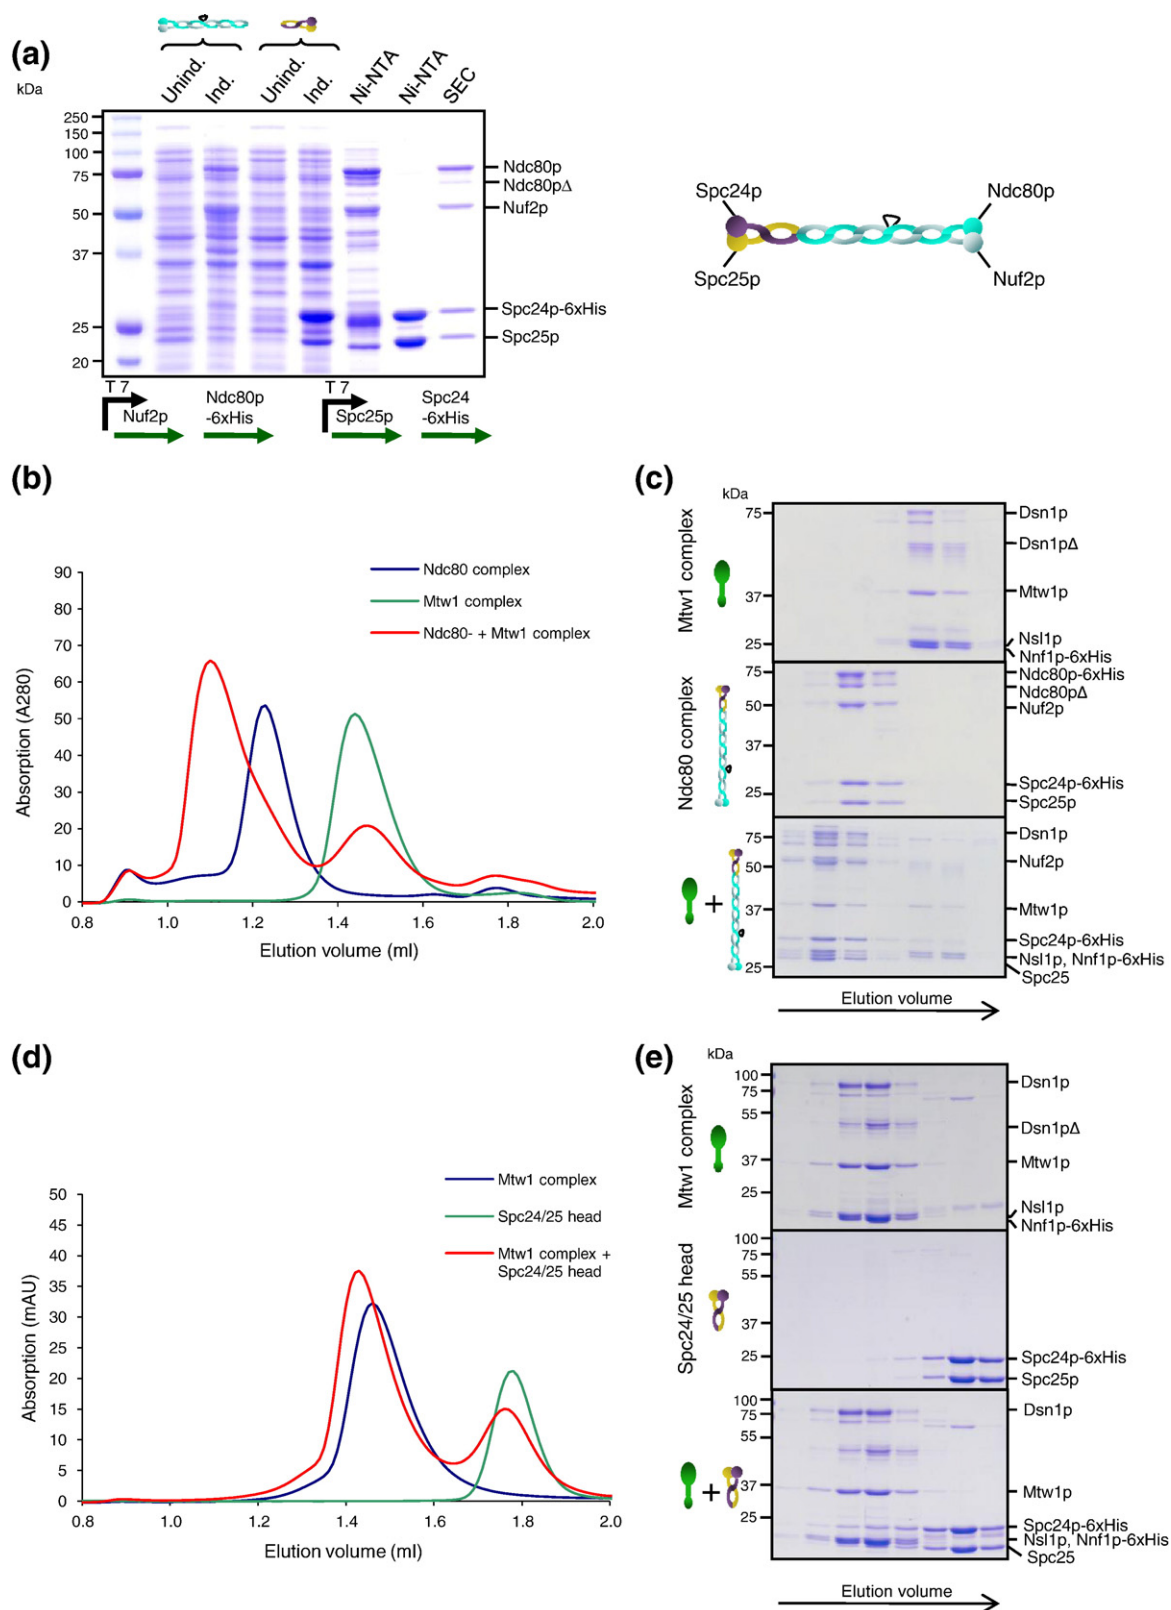 (a)
kDa
Unind.
Ind.
Unind.
Ind.
Ni-NTA
Ni-NTA
SEC
250
150
100
75
50
37
25
20
Ndc80p
Ndc80pΔ
Nuf2p
Spc24p-6xHis
Spc25p
T 7
Nuf2p
Ndc80p
-6xHis
T 7
Spc25p
Spc24
-6xHis
Spc24p
Spc25p
Ndc80p
Nuf2p
(b)
Absorption (A280)
90
80
70
60
50
40
30
20
10
0
0.8
1.0
1.2
1.4
1.6
1.8
2.0
Elution volume (ml)
Ndc80 complex
Mtw1 complex
Ndc80- + Mtw1 complex
(c)
kDa
Mtw1 complex
75
37
25
Dsn1p
Dsn1pΔ
Mtw1p
Nsl1p
Nnf1p-6xHis
Ndc80 complex
75
50
37
25
Ndc80p-6xHis
Ndc80pΔ
Nuf2p
Spc24p-6xHis
Spc25p
+
75
50
37
25
Dsn1p
Nuf2p
Mtw1p
Spc24p-6xHis
Nsl1p, Nnf1p-6xHis
Spc25
Elution volume
(d)
Absorption (mAU)
50
45
40
35
30
25
20
15
10
5
0
0.8
1.0
1.2
1.4
1.6
1.8
2.0
Elution volume (ml)
Mtw1 complex
Spc24/25 head
Mtw1 complex +
Spc24/25 head
(e)
kDa
Mtw1 complex
100
75
55
37
25
Dsn1p
Dsn1pΔ
Mtw1p
Nsl1p
Nnf1p-6xHis
Spc24/25 head
100
75
55
37
25
Spc24p-6xHis
Spc25p
+
100
75
55
37
25
Dsn1p
Mtw1p
Spc24p-6xHis
Nsl1p, Nnf1p-6xHis
Spc25
Elution volume